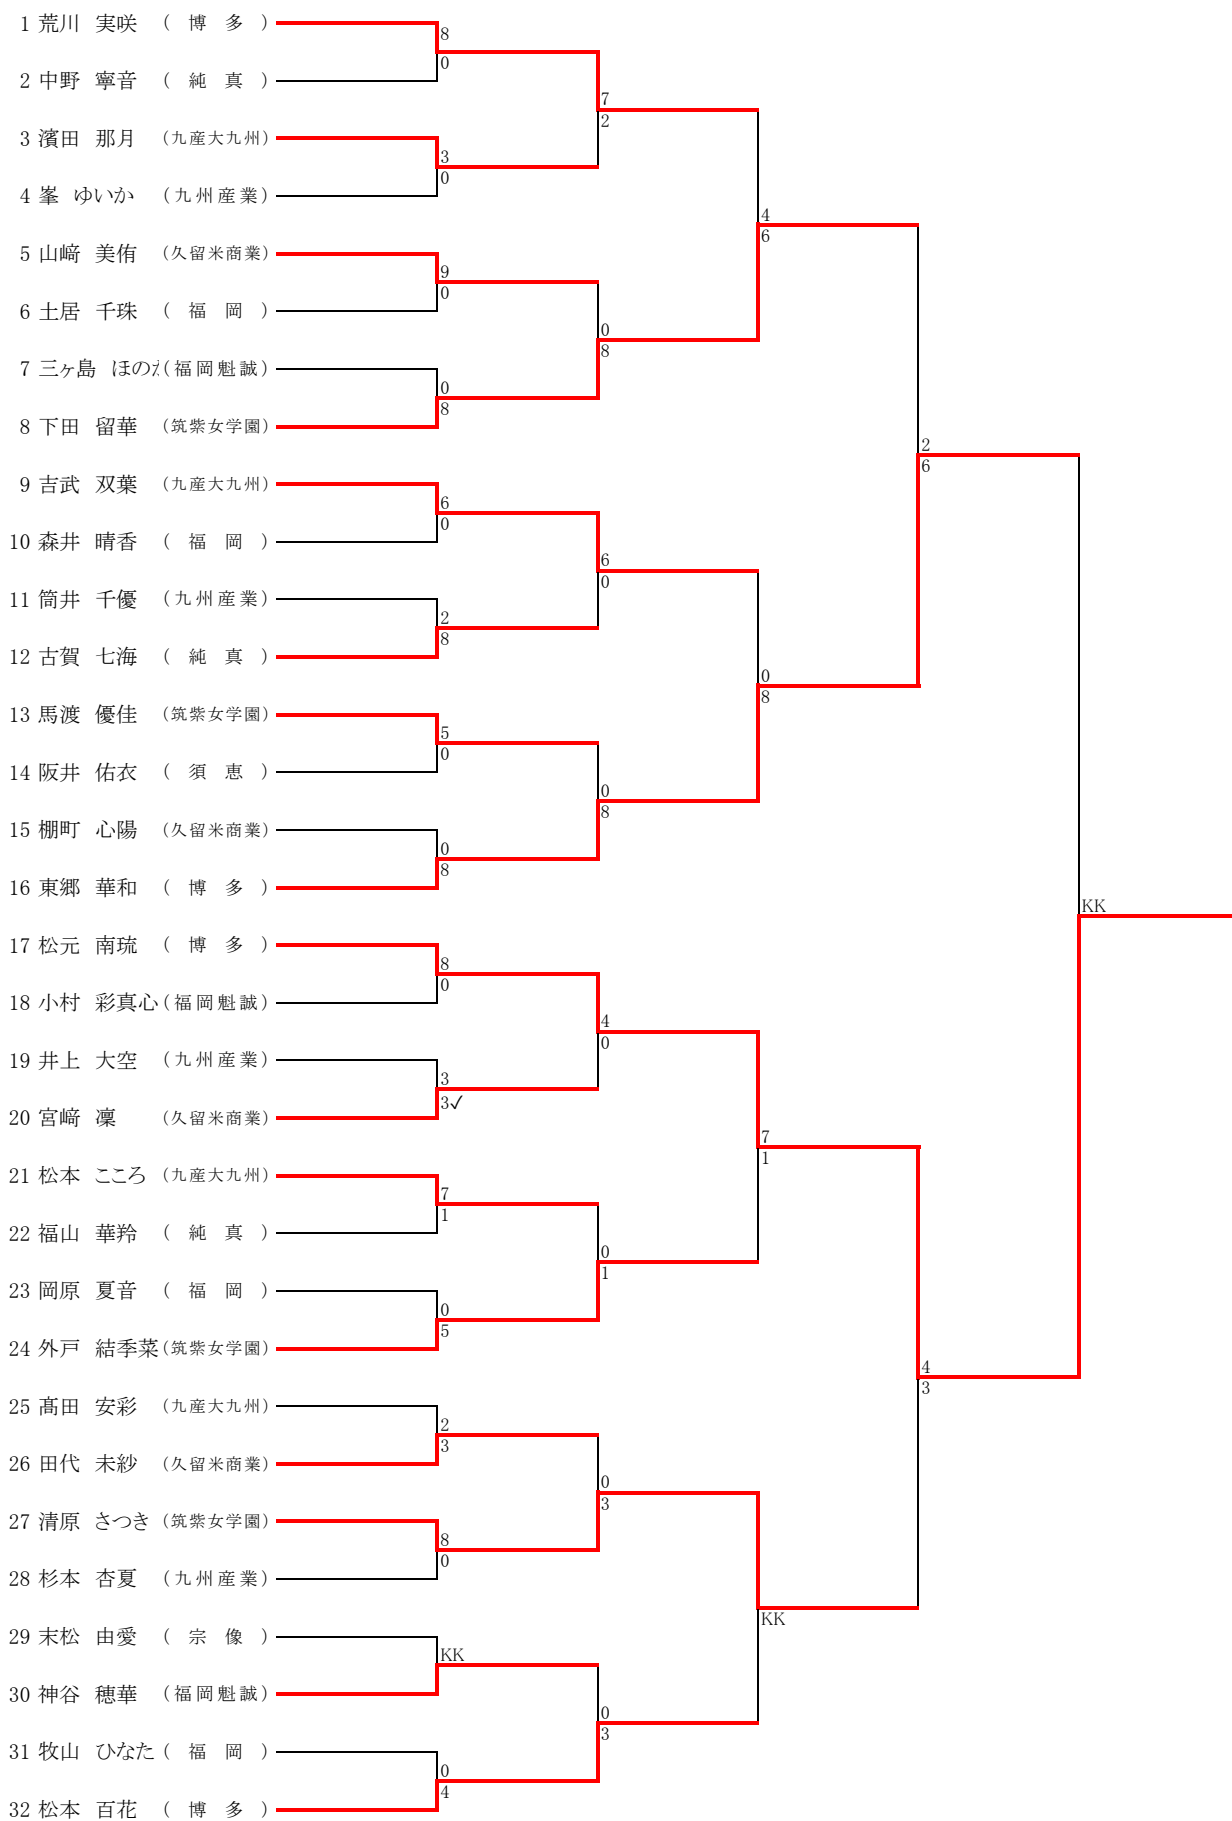 1 荒川 実咲 ( 博 多 )
8
0
2 中野 寧音 ( 純 真 )
7
2
3 濱田 那月 (九産大九州)
3
0
4 峯 ゆいか (九州産業)
4
6
5 山﨑 美侑 (久留米商業)
9
0
6 土居 千珠 ( 福 岡 )
0
8
7 三ヶ島 ほの (福岡魁誠)
0
8
8 下田 留華 (筑紫女学園)
2
6
9 吉武 双葉 (九産大九州)
6
0
10 森井 晴香 ( 福 岡 )
6
0
11 筒井 千優 (九州産業)
2
8
12 古賀 七海 ( 純 真 )
0
8
13 馬渡 優佳 (筑紫女学園)
5
0
14 阪井 佑衣 ( 須 恵 )
0
8
15 棚町 心陽 (久留米商業)
0
8
16 東郷 華和 ( 博 多 )
KK
17 松元 南琉 ( 博 多 )
8
0
18 小村 彩真心 (福岡魁誠)
4
0
19 井上 大空 (九州産業)
3
3✓
20 宮﨑 凜 (久留米商業)
7
1
21 松本 こころ (九産大九州)
7
1
22 福山 華羚 ( 純 真 )
0
1
23 岡原 夏音 ( 福 岡 )
0
5
24 外戸 結季菜 (筑紫女学園)
4
3
25 髙田 安彩 (九産大九州)
2
3
26 田代 未紗 (久留米商業)
0
3
27 清原 さつき (筑紫女学園)
8
0
28 杉本 杏夏 (九州産業)
KK
29 末松 由愛 ( 宗 像 )
KK
30 神谷 穂華 (福岡魁誠)
0
3
31 牧山 ひなた ( 福 岡 )
0
4
32 松本 百花 ( 博 多 )